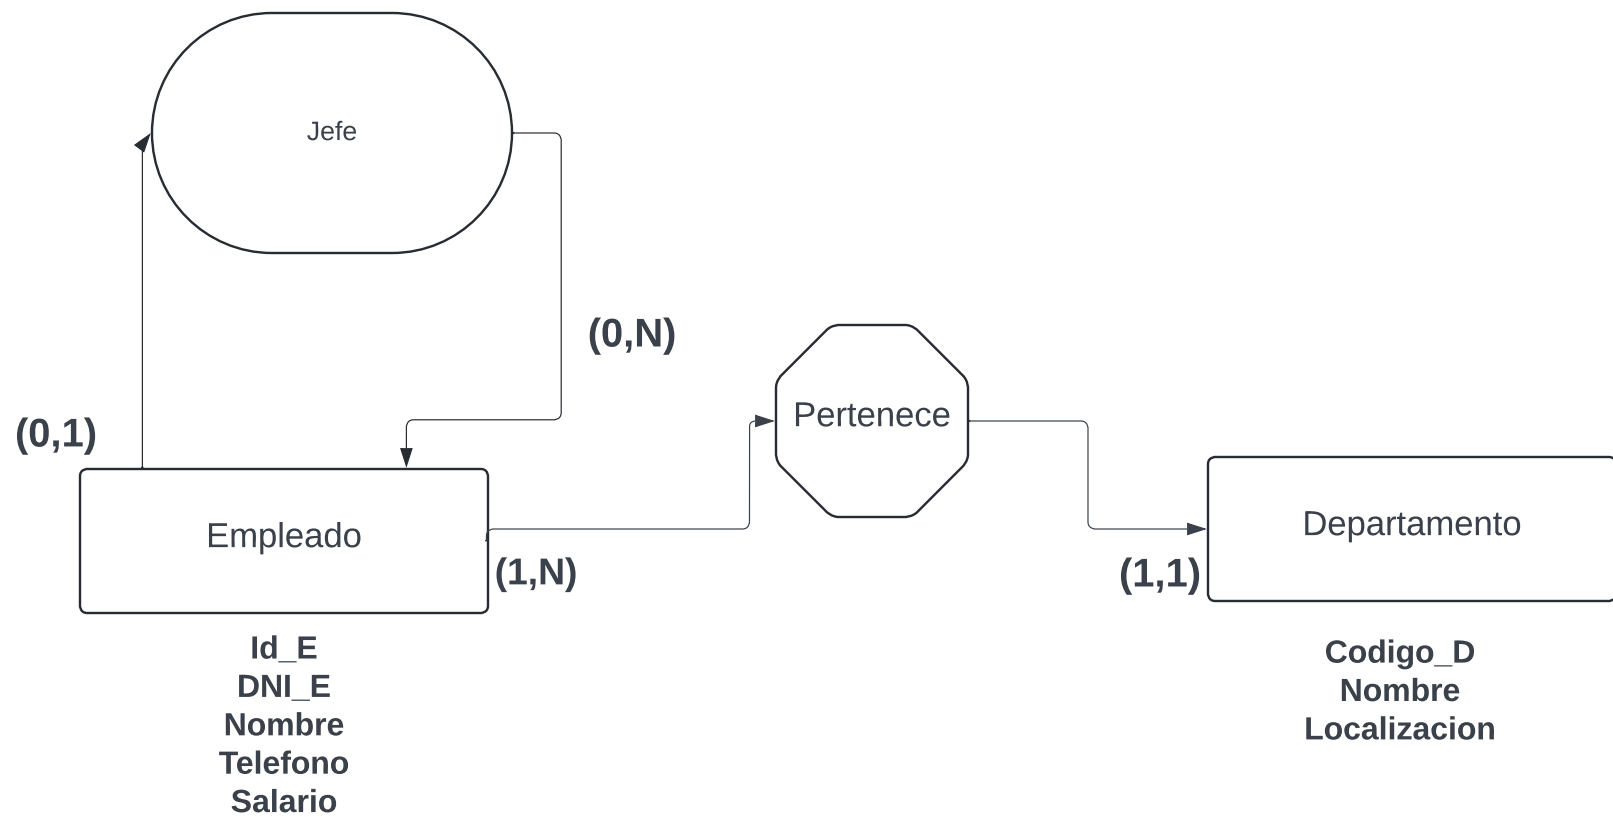 Jefe
(0,N)
(0,1)
Pertenece
Empleado
(1,N)
Departamento
(1,1)
Id_E
DNI_E
Nombre
Telefono
Salario
Codigo_D
Nombre
Localizacion